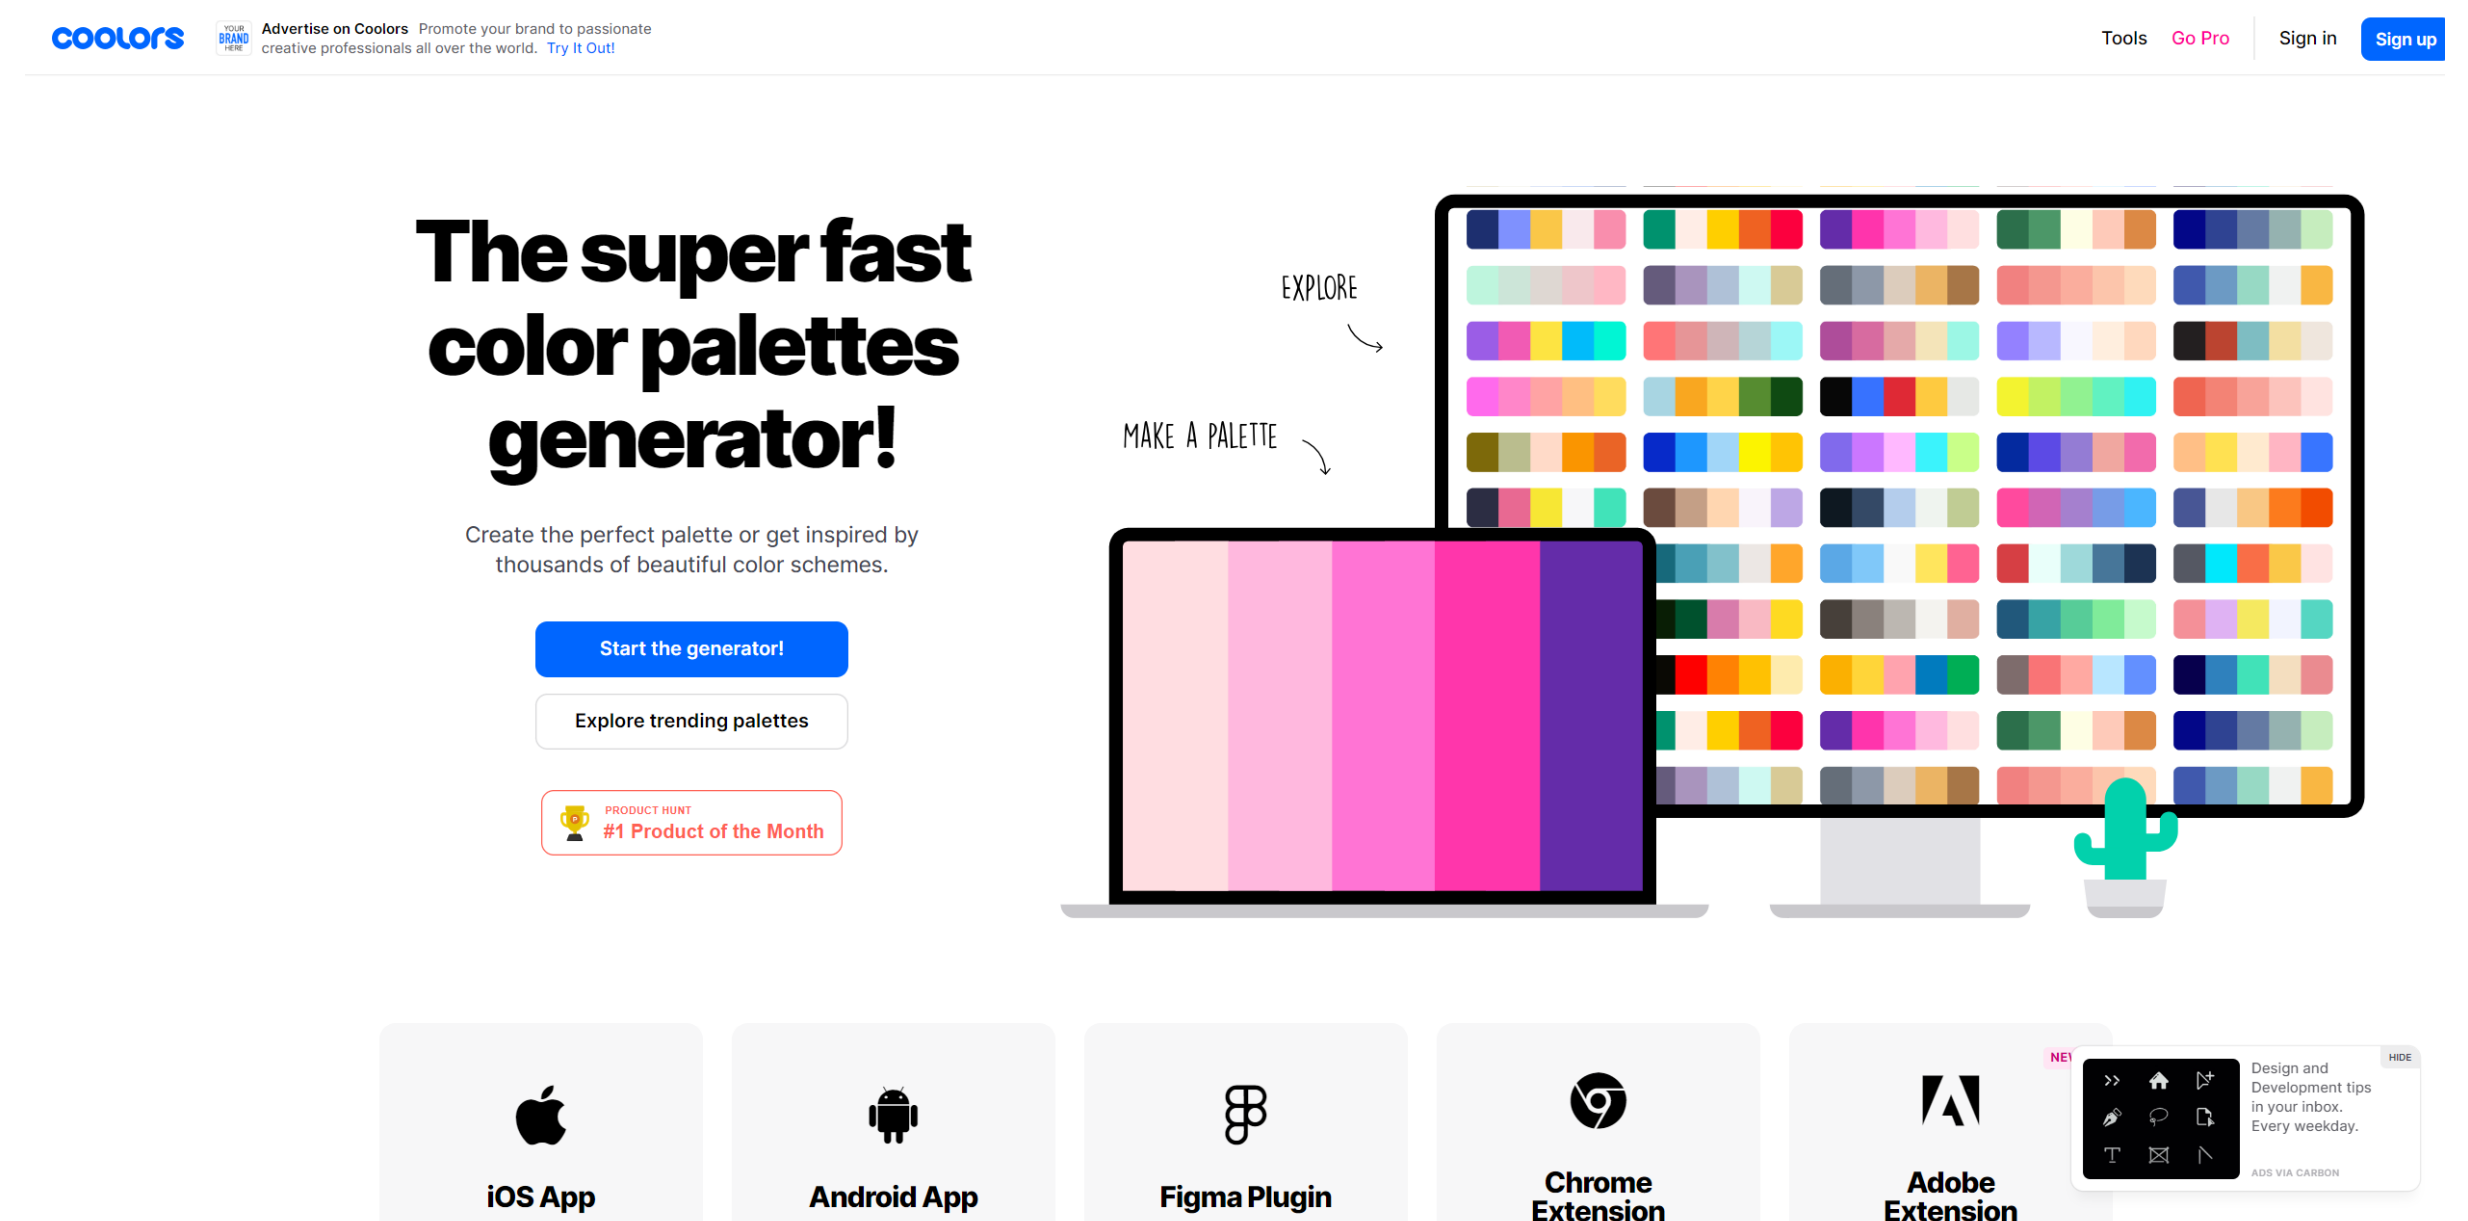 coolors
YOUR
BRAND
HERE
Advertise on Coolors Promote your brand to passionate
creative professionals all over the world. Try It Out!
Tools Go Pro Sign in Sign up
The super fast
color palettes
generator!
Create the perfect palette or get inspired by
thousands of beautiful color schemes.
Start the generator!
Explore trending palettes
PRODUCT HUNT
#1 Product of the Month
EXPLORE
MAKE A PALETTE
iOS App
Android App
Figma Plugin
Chrome
Extension
Adobe
Extension
HIDE
Design and
Development tips
in your inbox.
Every weekday.
ADS VIA CARBON